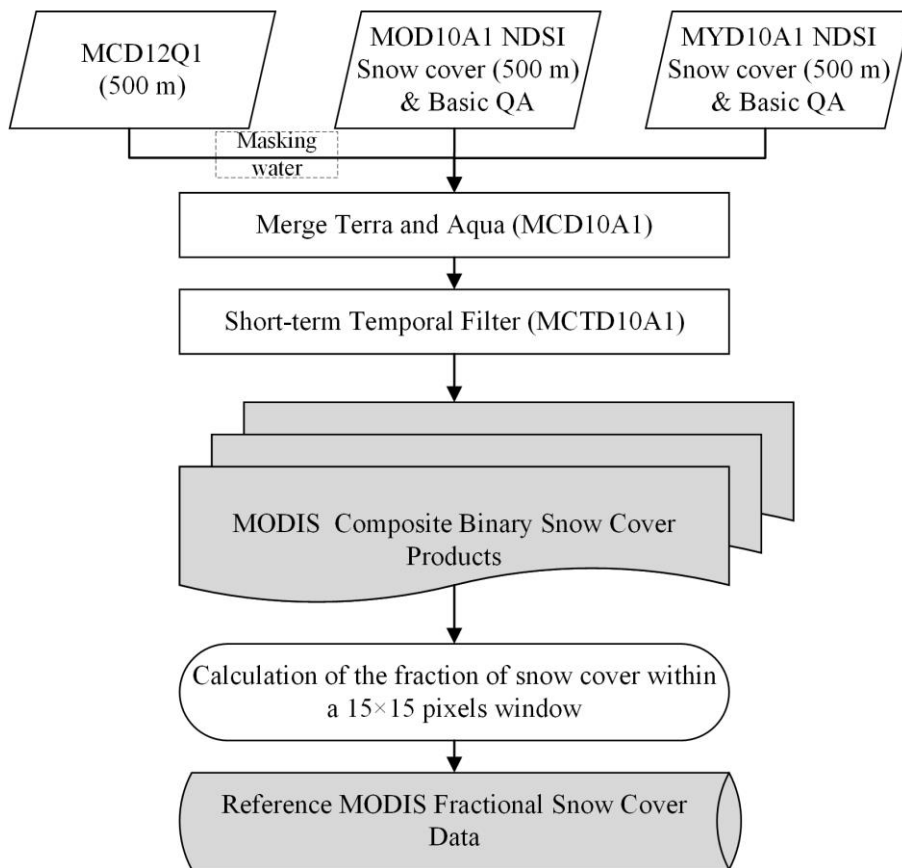 MCD12Q1
(500 m)
MOD10A1 NDSI
Snow cover (500 m)
& Basic QA
MYD10A1 NDSI
Snow cover (500 m)
& Basic QA
Masking
water
Merge Terra and Aqua (MCD10A1)
Short-term Temporal Filter (MCTD10A1)
MODIS Composite Binary Snow Cover
Products
Calculation of the fraction of snow cover within
a 15×15 pixels window
Reference MODIS Fractional Snow Cover
Data